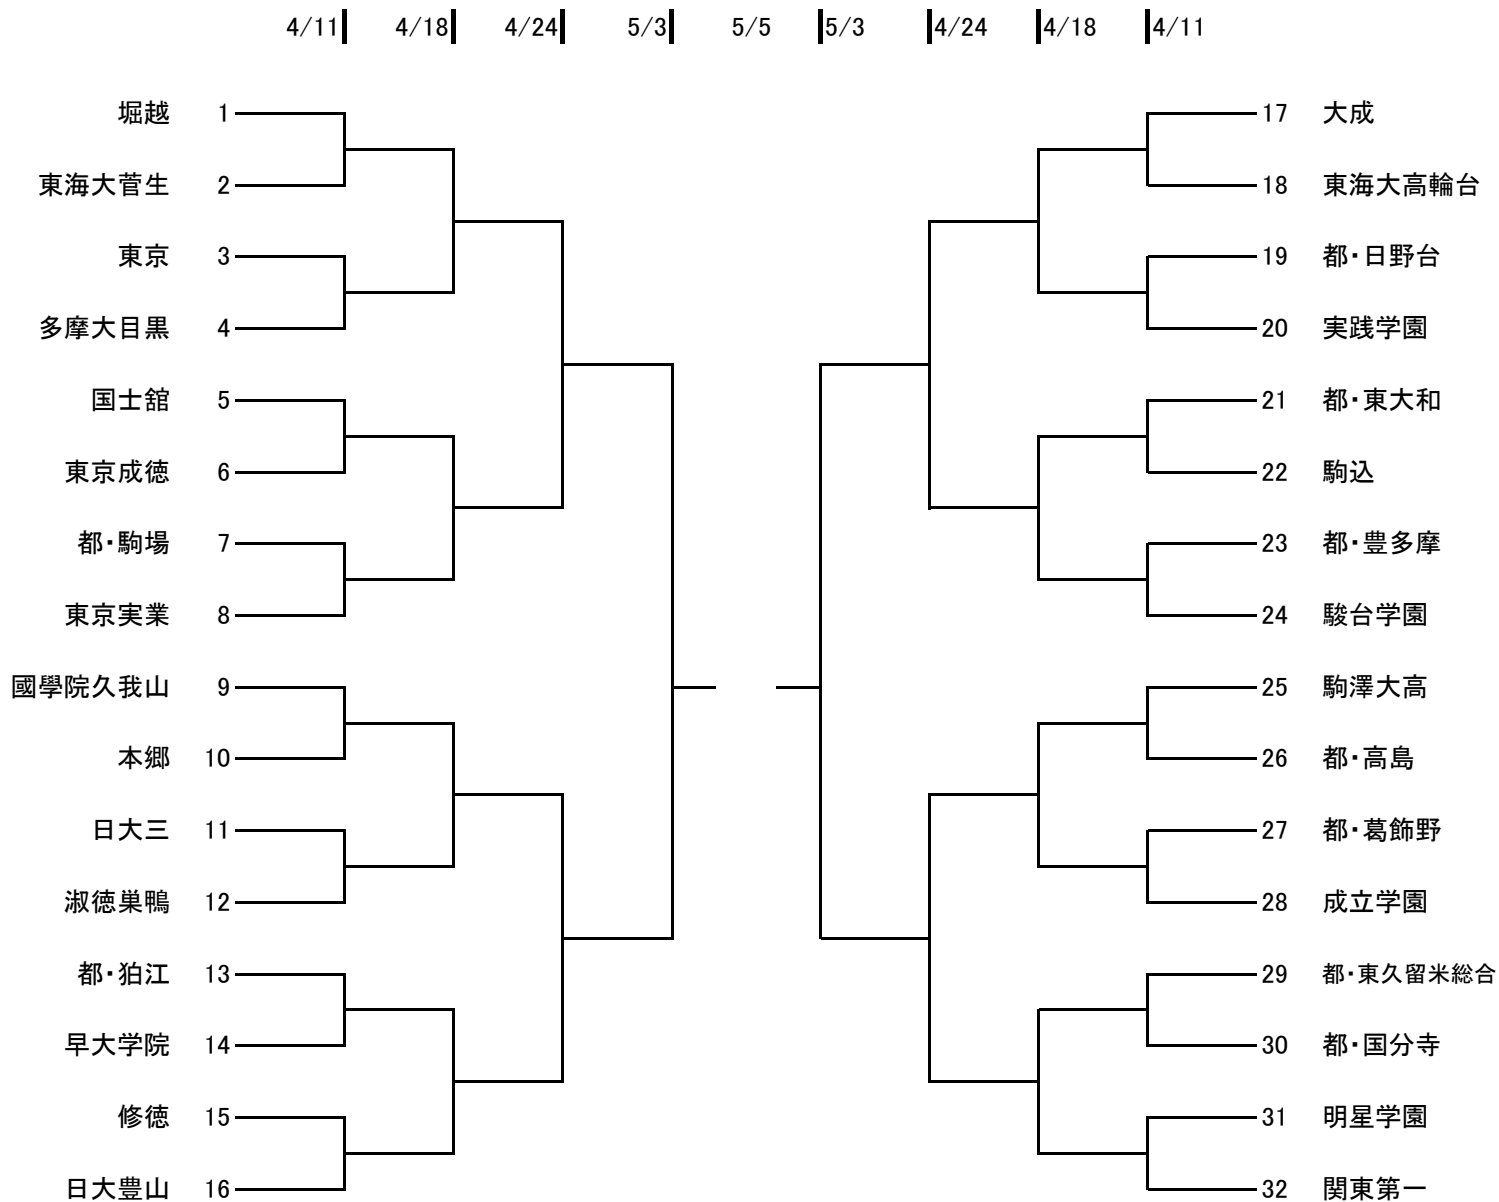 4/11 4/18 4/24 5/3 5/5 5/3 4/24 4/18 4/11
堀越 1 17 大成
東海大菅生 2 18 東海大高輪台
東京 3 19 都・日野台
多摩大目黒 4 20 実践学園
国士舘 5 21 都・東大和
東京成徳 6 22 駒込
都・駒場 7 23 都・豊多摩
東京実業 8 24 駿台学園
國學院久我山 9 25 駒澤大高
本郷 10 26 都・高島
日大三 11 27 都・葛飾野
淑徳巣鴨 12 28 成立学園
都・狛江 13 29 都・東久留米総合
早大学院 14 30 都・国分寺
修徳 15 31 明星学園
日大豊山 16 32 関東第一